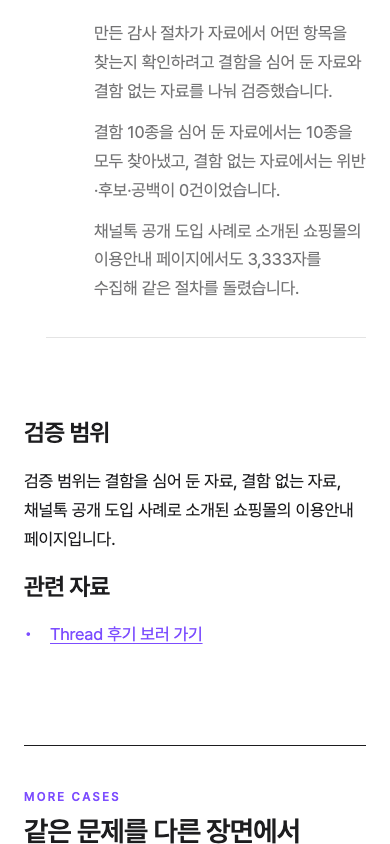 만든 감사 절차가 자료에서 어떤 항목을
찾는지 확인하려고 결함을 심어 둔 자료와
결함 없는 자료를 나눠 검증했습니다.
결함 10종을 심어 둔 자료에서는 10종을
모두 찾아냈고, 결함 없는 자료에서는 위반
·후보·공백이 0건이었습니다.
채널톡 공개 도입 사례로 소개된 쇼핑몰의
이용안내 페이지에서도 3,333자를
수집해 같은 절차를 돌렸습니다.
검증 범위
검증 범위는 결함을 심어 둔 자료, 결함 없는 자료,
채널톡 공개 도입 사례로 소개된 쇼핑몰의 이용안내
페이지입니다.
관련 자료
• Thread 후기 보러 가기
MORE CASES
같은 문제를 다른 장면에서